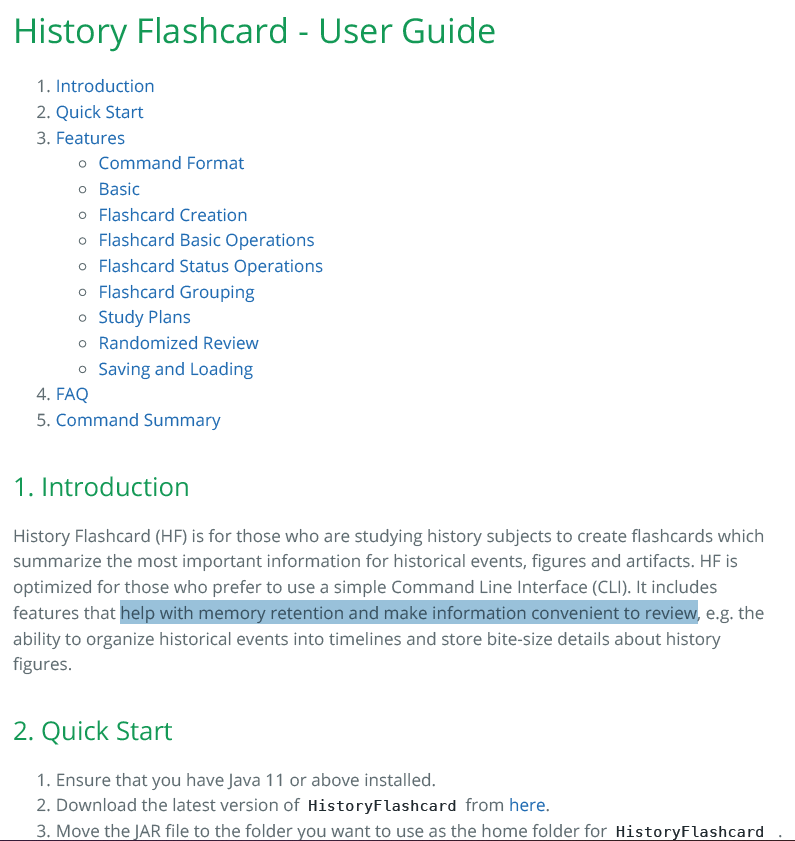 History Flashcard - User Guide
1. Introduction
2. Quick Start
3. Features
○ Command Format
○ Basic
○ Flashcard Creation
○ Flashcard Basic Operations
○ Flashcard Status Operations
○ Flashcard Grouping
○ Study Plans
○ Randomized Review
○ Saving and Loading
4. FAQ
5. Command Summary
1. Introduction
History Flashcard (HF) is for those who are studying history subjects to create flashcards which
summarize the most important information for historical events, figures and artifacts. HF is
optimized for those who prefer to use a simple Command Line Interface (CLI). It includes
features that help with memory retention and make information convenient to review, e.g. the
ability to organize historical events into timelines and store bite-size details about history
figures.
2. Quick Start
1. Ensure that you have Java 11 or above installed.
2. Download the latest version of HistoryFlashcard from here.
3. Move the JAR file to the folder you want to use as the home folder for HistoryFlashcard .